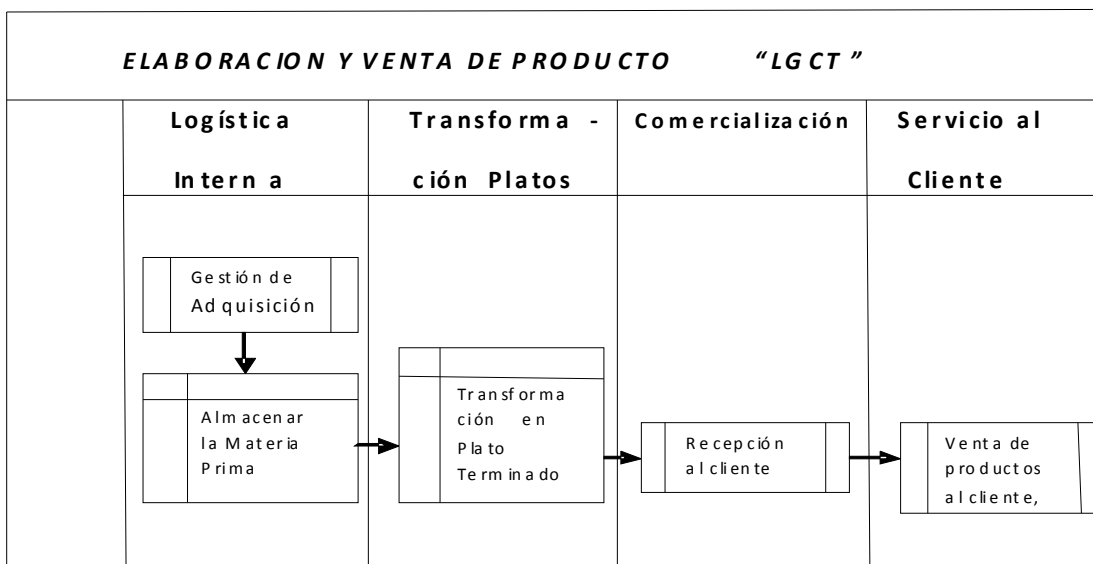 ELABORACION Y VENTA DE PRODUCTO “LGCT”
Logística
Interna
Transforma -
ción Platos
Comercialización
Servicio al
Cliente
Gestión de
Adquisición
Almacenar
la Materia
Prima
Transforma
ción en
Plato
Terminado
Recepción
al cliente
Venta de
productos
al cliente,